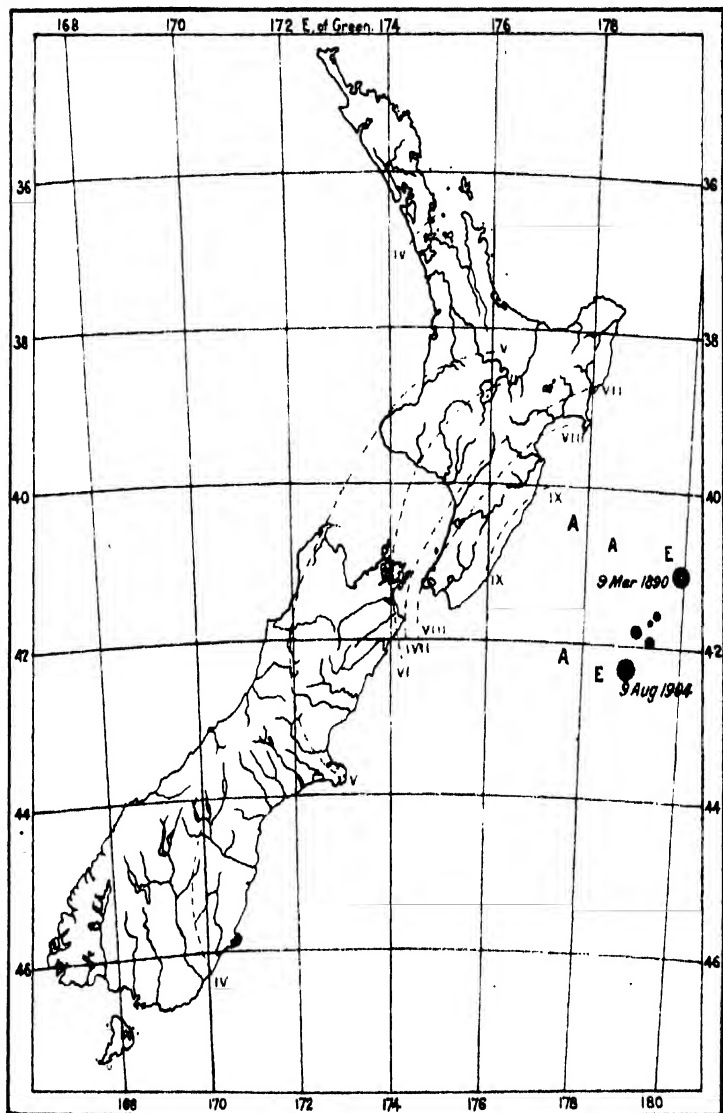 168 170 172 E. of Green. 174 176 178
36 36
IV
38 38
V
VII
VIII
40 40
IX
A
A
E
9 Mar 1890
IX
VIII
42 42
VII
VI
A
E
9 Aug 1904
V
44 44
46 46
IV
168 170 172 174 176 178 180